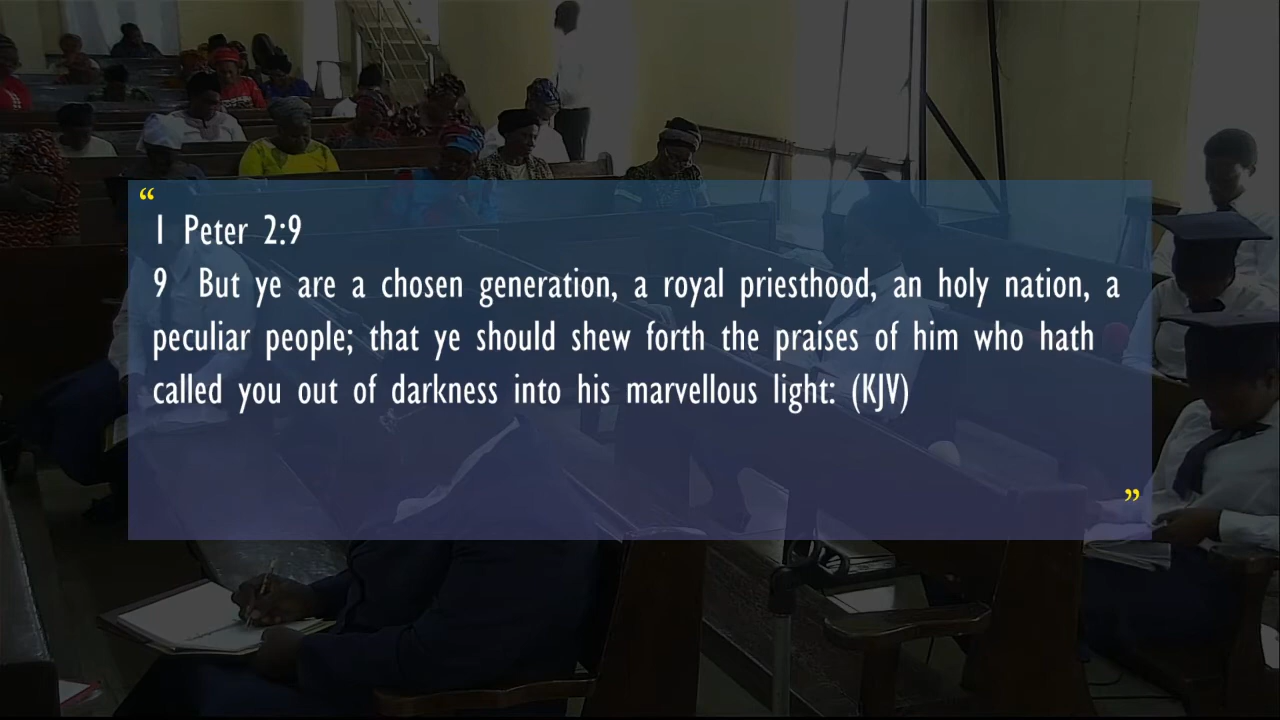 “
1 Peter 2:9
9 But ye are a chosen generation, a royal priesthood, an holy nation, a
peculiar people; that ye should shew forth the praises of him who hath
called you out of darkness into his marvellous light: (KJV)
”